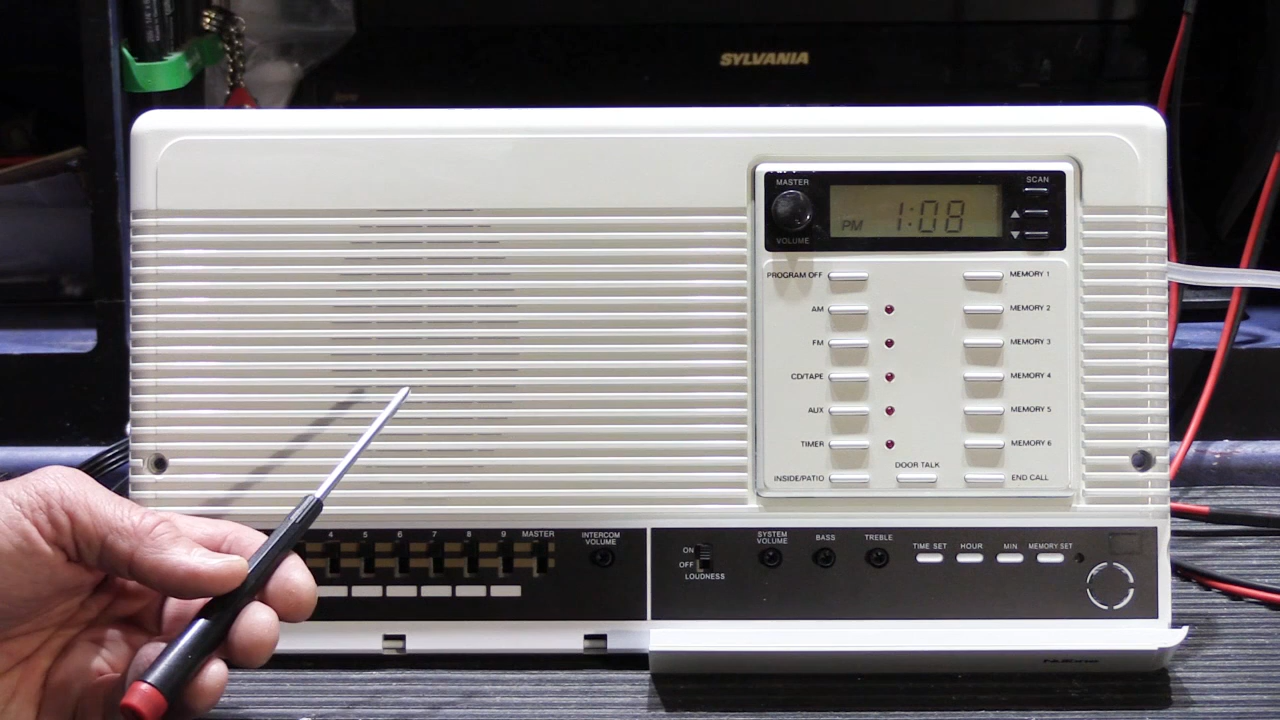 SYLVANIA
MASTER
VOLUME
PM 1:08
SCAN
PROGRAM OFF
MEMORY 1
AM
MEMORY 2
FM
MEMORY 3
CD/TAPE
MEMORY 4
AUX
MEMORY 5
TIMER
MEMORY 6
DOOR TALK
INSIDE/PATIO
END CALL
4 5 6 7 8 9 MASTER
INTERCOM
VOLUME
ON
OFF
LOUDNESS
SYSTEM
VOLUME
BASS
TREBLE
TIME SET
HOUR
MIN
MEMORY SET
NuTone